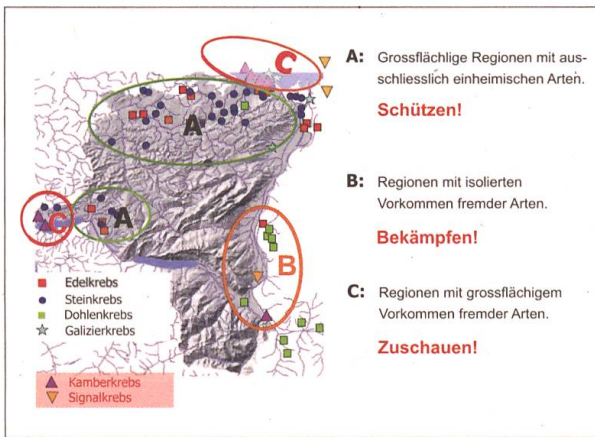 C
A
A
C
B
Edelkrebs
Steinkrebs
Dohlenkrebs
Galizierkrebs
Kamberkrebs
Signalkrebs
A: Grossflächlige Regionen mit aus-
schliesslich einheimischen Arten.
Schützen!
B: Regionen mit isolierten
Vorkommen fremder Arten.
Bekämpfen!
C: Regionen mit grossflächigem
Vorkommen fremder Arten.
Zuschauen!